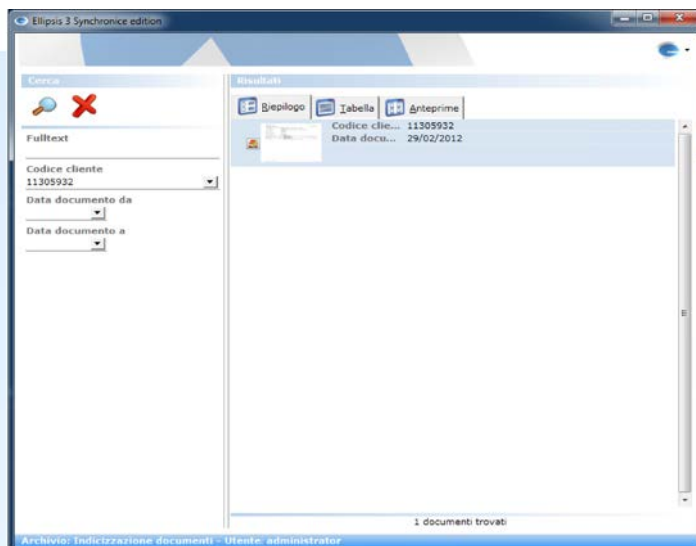 Ellipsis 3 Synchronice edition
Cerca
Risultati
Riepilogo
Tabella
Anteprime
Fulltext
Codice cliente
11305932
Data documento da
Data documento a
Codice clie... 11305932
Data docu... 29/02/2012
1 documenti trovati
Archivio: Indicizzazione documenti - Utente: administrator